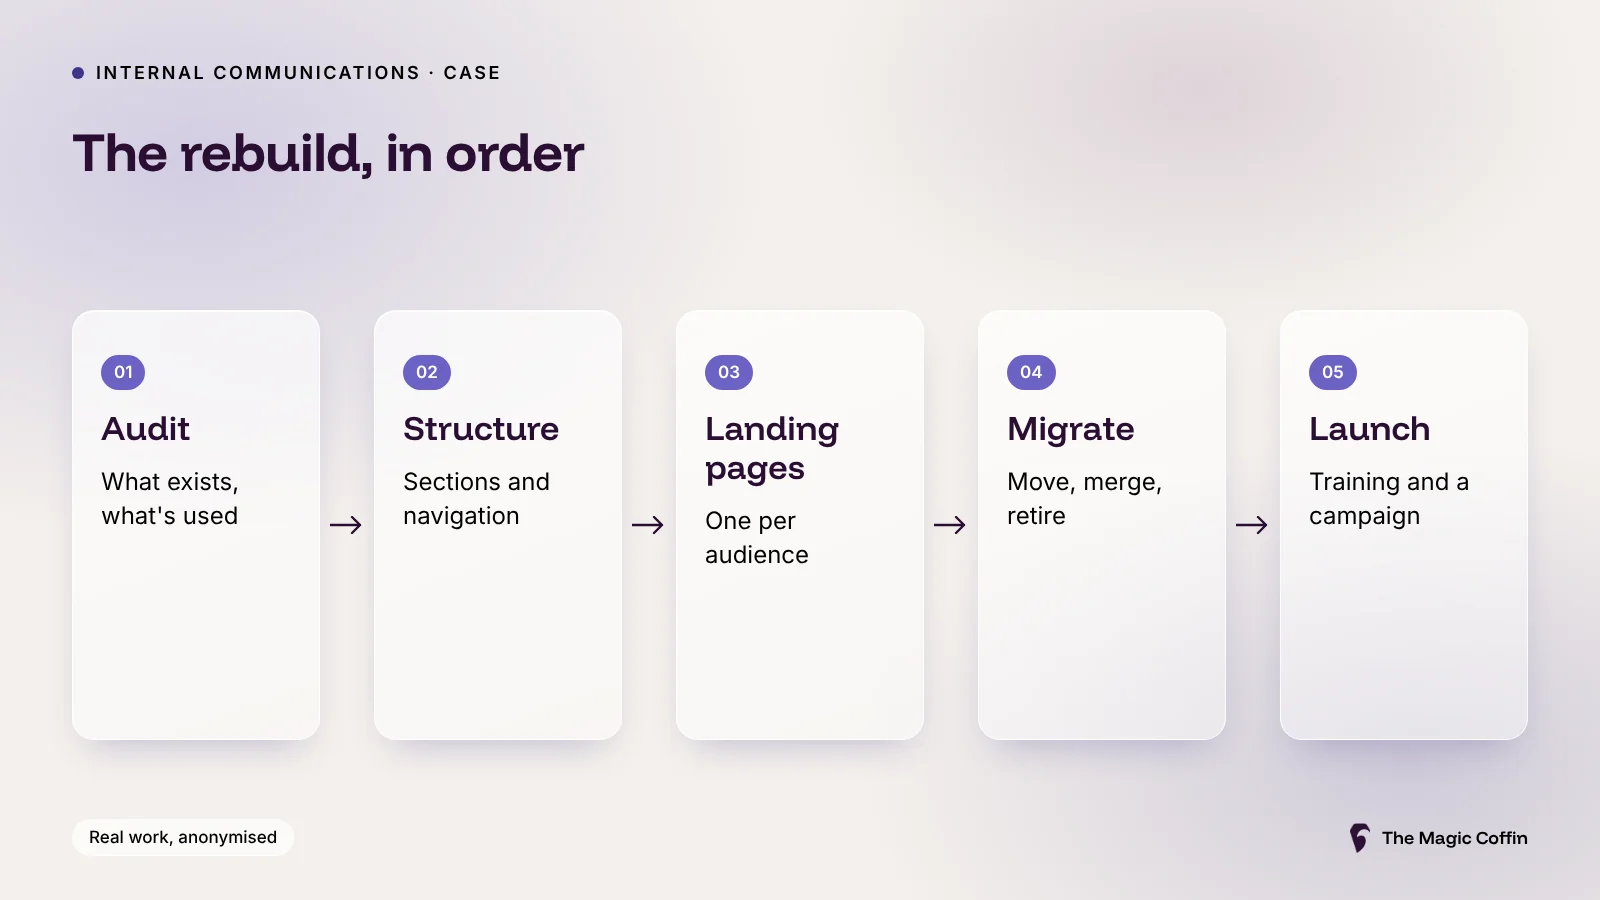 INTERNAL COMMUNICATIONS · CASE
The rebuild, in order
01
Audit
What exists,
what's used
02
Structure
Sections and
navigation
03
Landing
pages
One per
audience
04
Migrate
Move, merge,
retire
05
Launch
Training and a
campaign
Real work, anonymised
The Magic Coffin